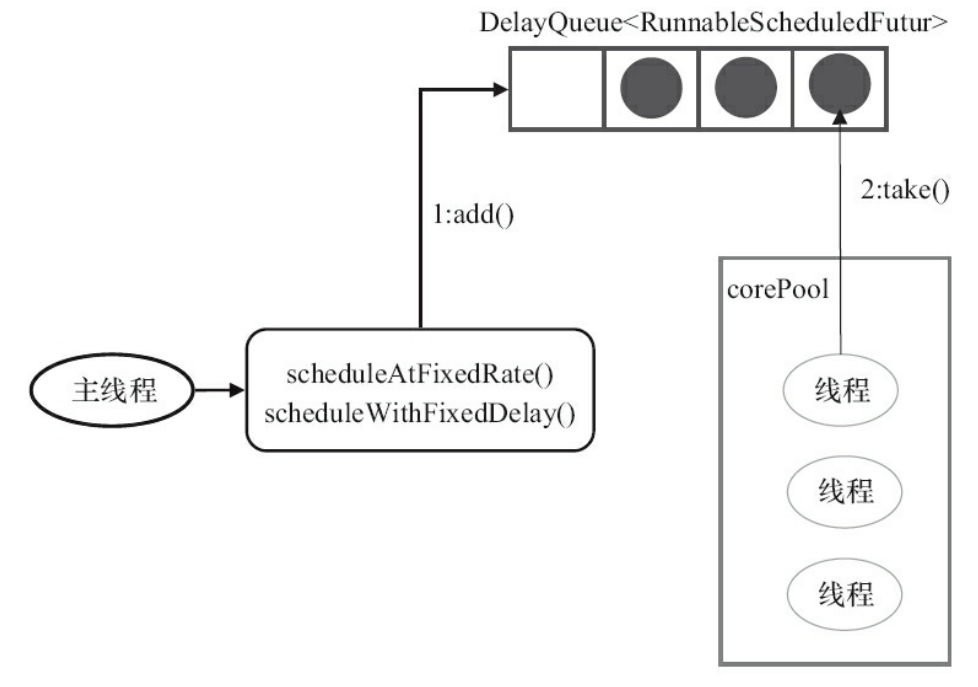 DelayQueue<RunnableScheduledFutur>
1:add()
2:take()
corePool
主线程
scheduleAtFixedRate()
scheduleWithFixedDelay()
线程
线程
线程